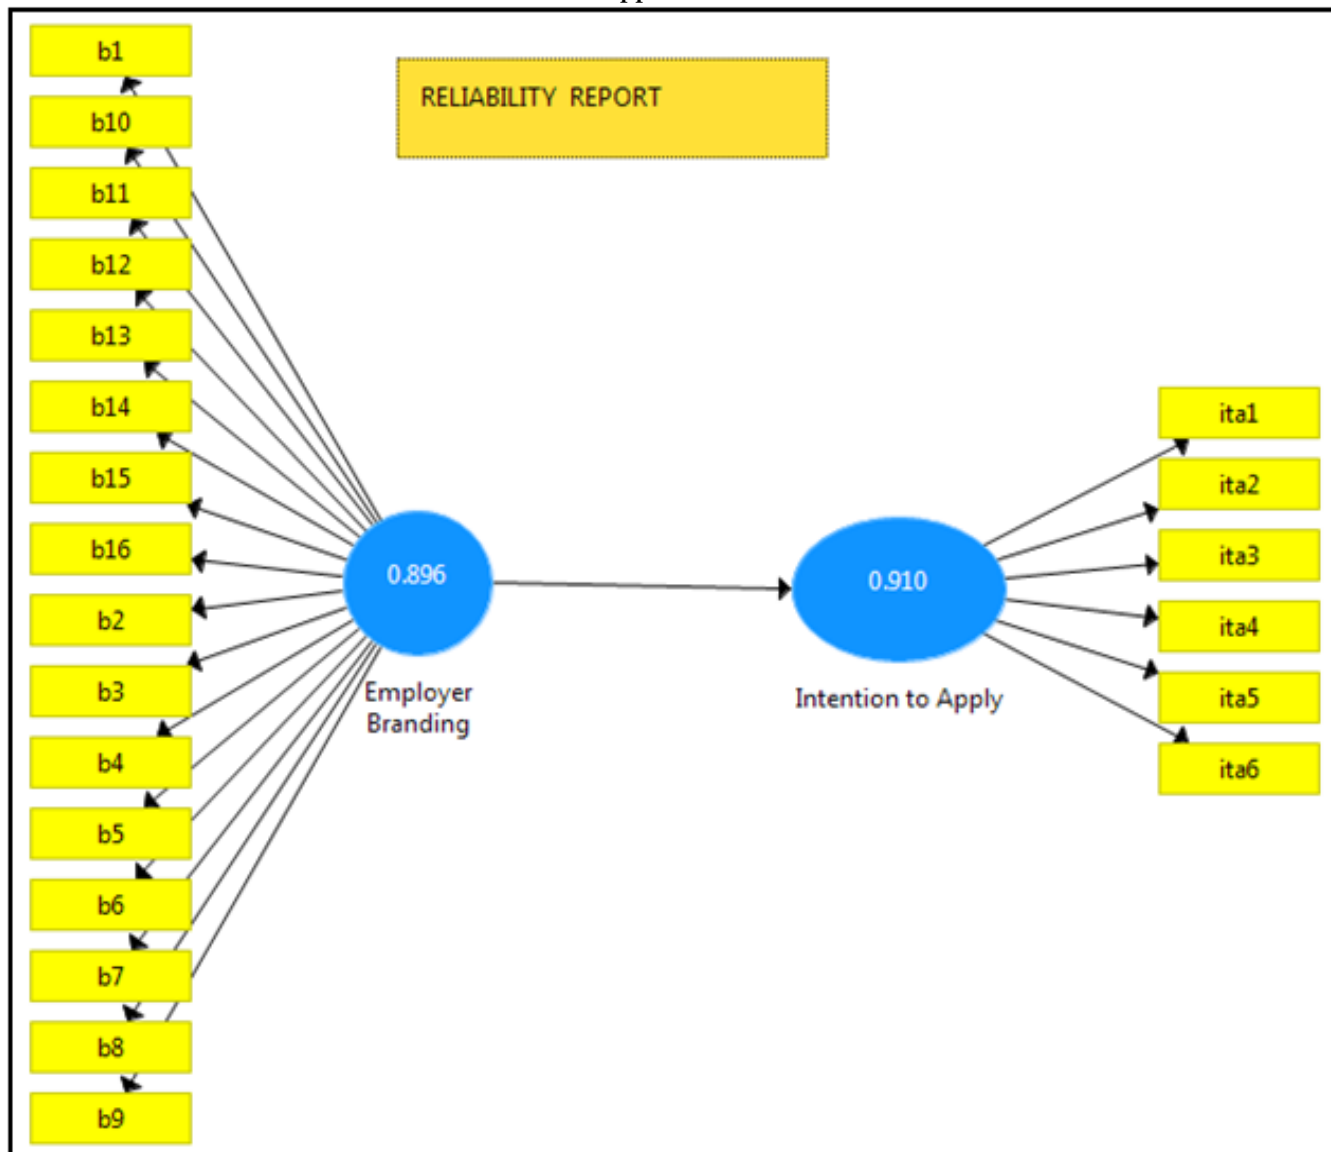 RELIABILITY REPORT
b1
b10
b11
b12
b13
b14
b15
b16
b2
b3
b4
b5
b6
b7
b8
b9
0.896
Employer
Branding
0.910
Intention to Apply
ita1
ita2
ita3
ita4
ita5
ita6